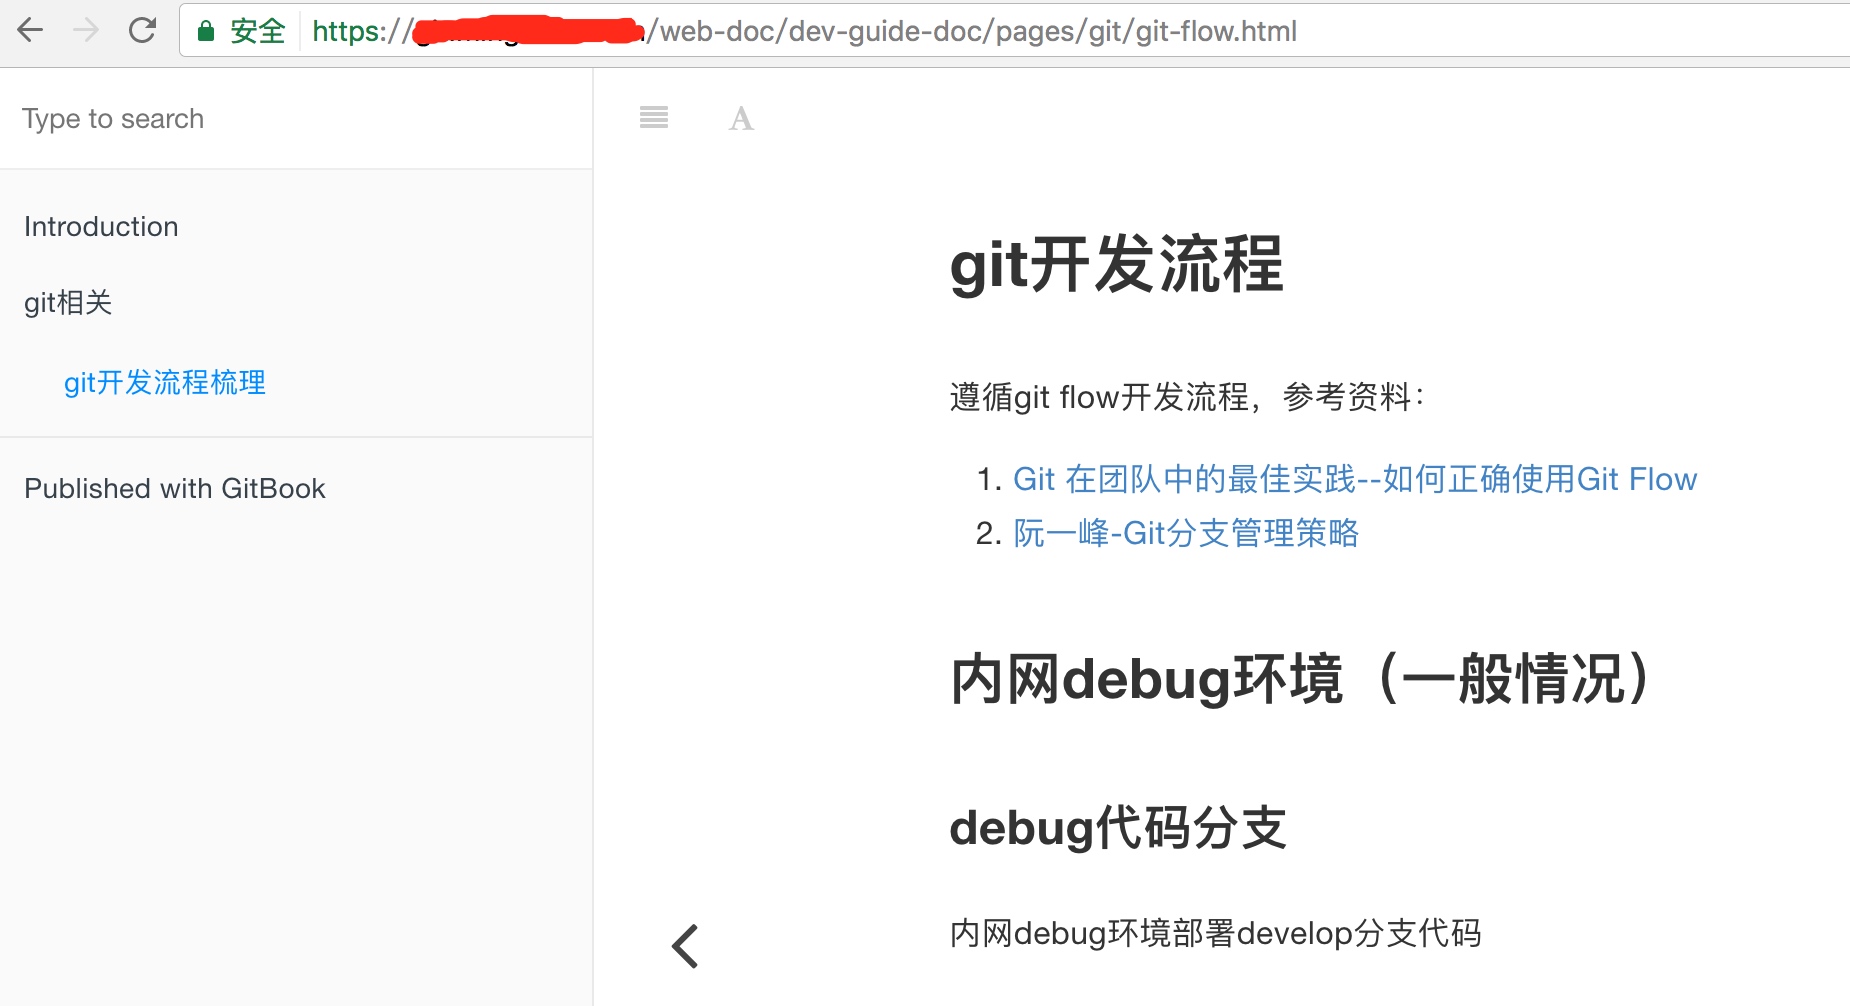 安全 https:///web-doc/dev-guide-doc/pages/git/git-flow.html
Type to search
A
Introduction
git相关
git开发流程梳理
Published with GitBook
git开发流程
遵循git flow开发流程，参考资料：
1. Git 在团队中的最佳实践--如何正确使用Git Flow
2. 阮一峰-Git分支管理策略
内网debug环境（一般情况）
debug代码分支
内网debug环境部署develop分支代码